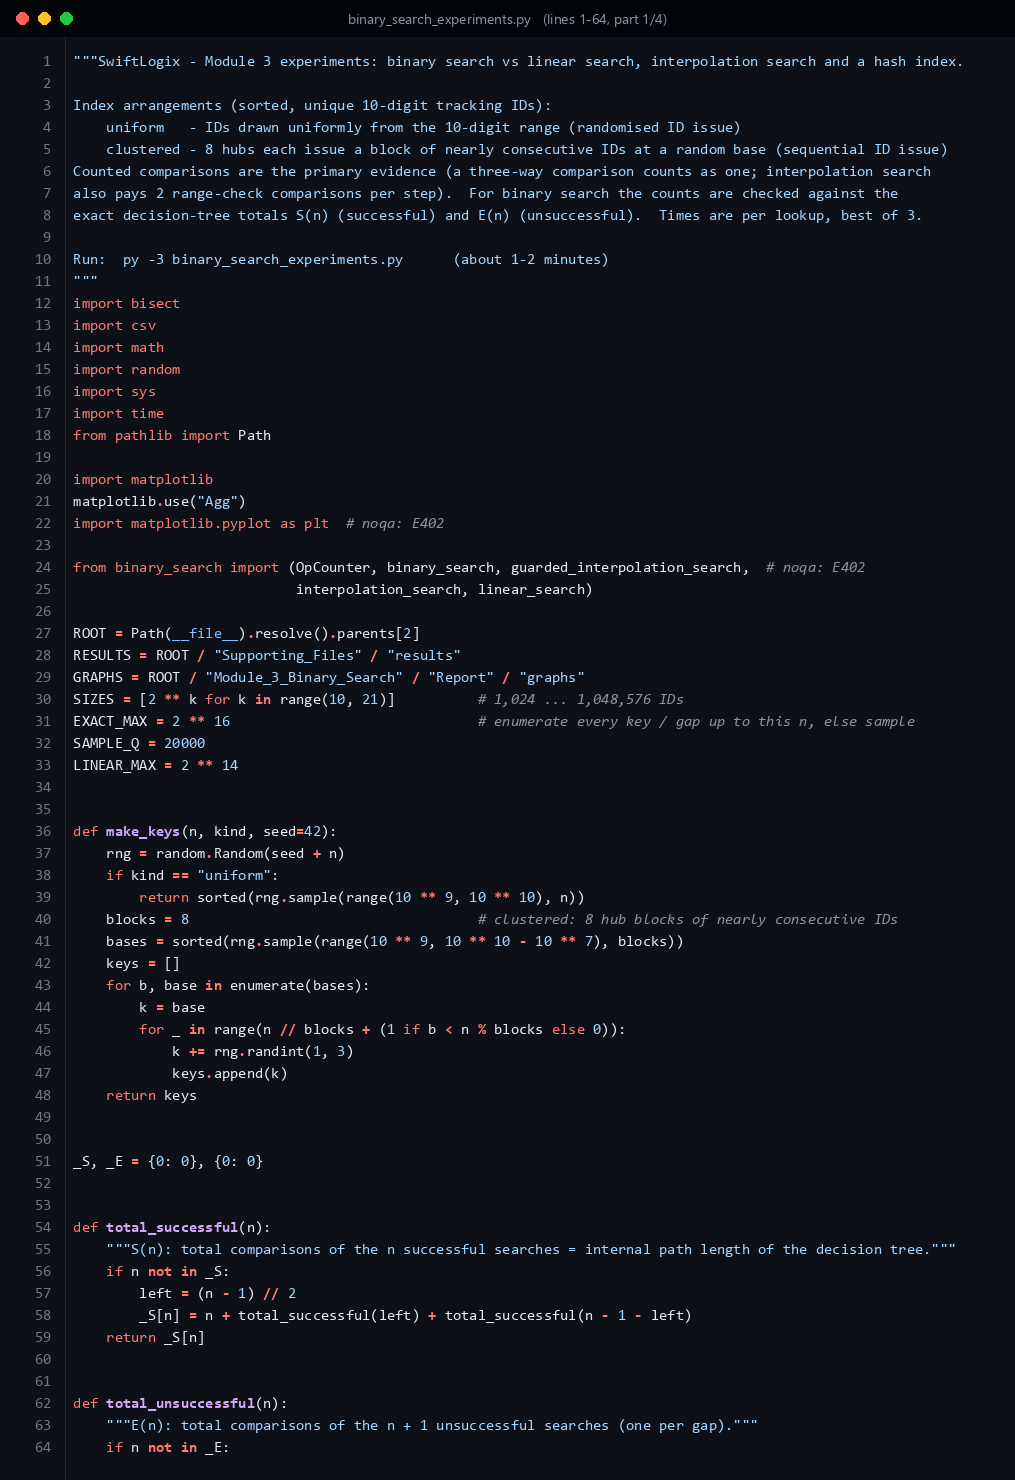 binary_search_experiments.py   (lines 1-64, part 1/4)
1 """SwiftLogix - Module 3 experiments: binary search vs linear search, interpolation search and a hash index.
2
3 Index arrangements (sorted, unique 10-digit tracking IDs):
4     uniform   - IDs drawn uniformly from the 10-digit range (randomised ID issue)
5     clustered - 8 hubs each issue a block of nearly consecutive IDs at a random base (sequential ID issue)
6 Counted comparisons are the primary evidence (a three-way comparison counts as one; interpolation search
7 also pays 2 range-check comparisons per step).  For binary search the counts are checked against the
8 exact decision-tree totals S(n) (successful) and E(n) (unsuccessful).  Times are per lookup, best of 3.
9
10 Run:  py -3 binary_search_experiments.py      (about 1-2 minutes)
11 """
12 import bisect
13 import csv
14 import math
15 import random
16 import sys
17 import time
18 from pathlib import Path
19
20 import matplotlib
21 matplotlib.use("Agg")
22 import matplotlib.pyplot as plt  # noqa: E402
23
24 from binary_search import (OpCounter, binary_search, guarded_interpolation_search,  # noqa: E402
25                            interpolation_search, linear_search)
26
27 ROOT = Path(__file__).resolve().parents[2]
28 RESULTS = ROOT / "Supporting_Files" / "results"
29 GRAPHS = ROOT / "Module_3_Binary_Search" / "Report" / "graphs"
30 SIZES = [2 ** k for k in range(10, 21)]          # 1,024 ... 1,048,576 IDs
31 EXACT_MAX = 2 ** 16                              # enumerate every key / gap up to this n, else sample
32 SAMPLE_Q = 20000
33 LINEAR_MAX = 2 ** 14
34
35
36 def make_keys(n, kind, seed=42):
37     rng = random.Random(seed + n)
38     if kind == "uniform":
39         return sorted(rng.sample(range(10 ** 9, 10 ** 10), n))
40     blocks = 8                                   # clustered: 8 hub blocks of nearly consecutive IDs
41     bases = sorted(rng.sample(range(10 ** 9, 10 ** 10 - 10 ** 7), blocks))
42     keys = []
43     for b, base in enumerate(bases):
44         k = base
45         for _ in range(n // blocks + (1 if b < n % blocks else 0)):
46             k += rng.randint(1, 3)
47             keys.append(k)
48     return keys
49
50
51 _S, _E = {0: 0}, {0: 0}
52
53
54 def total_successful(n):
55     """S(n): total comparisons of the n successful searches = internal path length of the decision tree."""
56     if n not in _S:
57         left = (n - 1) // 2
58         _S[n] = n + total_successful(left) + total_successful(n - 1 - left)
59     return _S[n]
60
61
62 def total_unsuccessful(n):
63     """E(n): total comparisons of the n + 1 unsuccessful searches (one per gap)."""
64     if n not in _E: